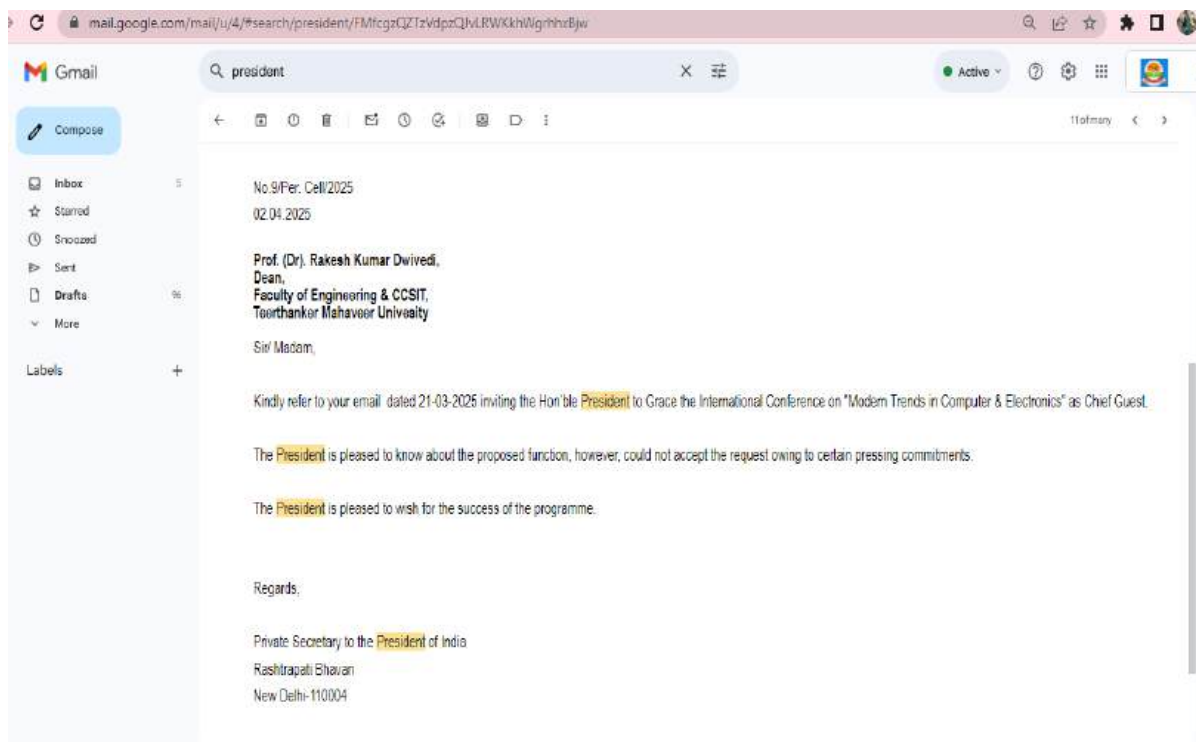 mail.google.com/mail/u/4/#search/president/
Gmail
president
Active
Compose
11 of many
Inbox 5
Starred
Snoozed
Sent
Drafts 96
More
Labels
No.9/Per. Cell/2025
02.04.2025
Prof. (Dr). Rakesh Kumar Dwivedi,
Dean,
Faculty of Engineering & CCSIT,
Teerthanker Mahaveer Univesity
Sir/ Madam,
Kindly refer to your email dated 21-03-2025 inviting the Hon'ble President to Grace the International Conference on "Modern Trends in Computer & Electronics" as Chief Guest.
The President is pleased to know about the proposed function, however, could not accept the request owing to certain pressing commitments.
The President is pleased to wish for the success of the programme.
Regards,
Private Secretary to the President of India
Rashtrapati Bhavan
New Delhi-110004